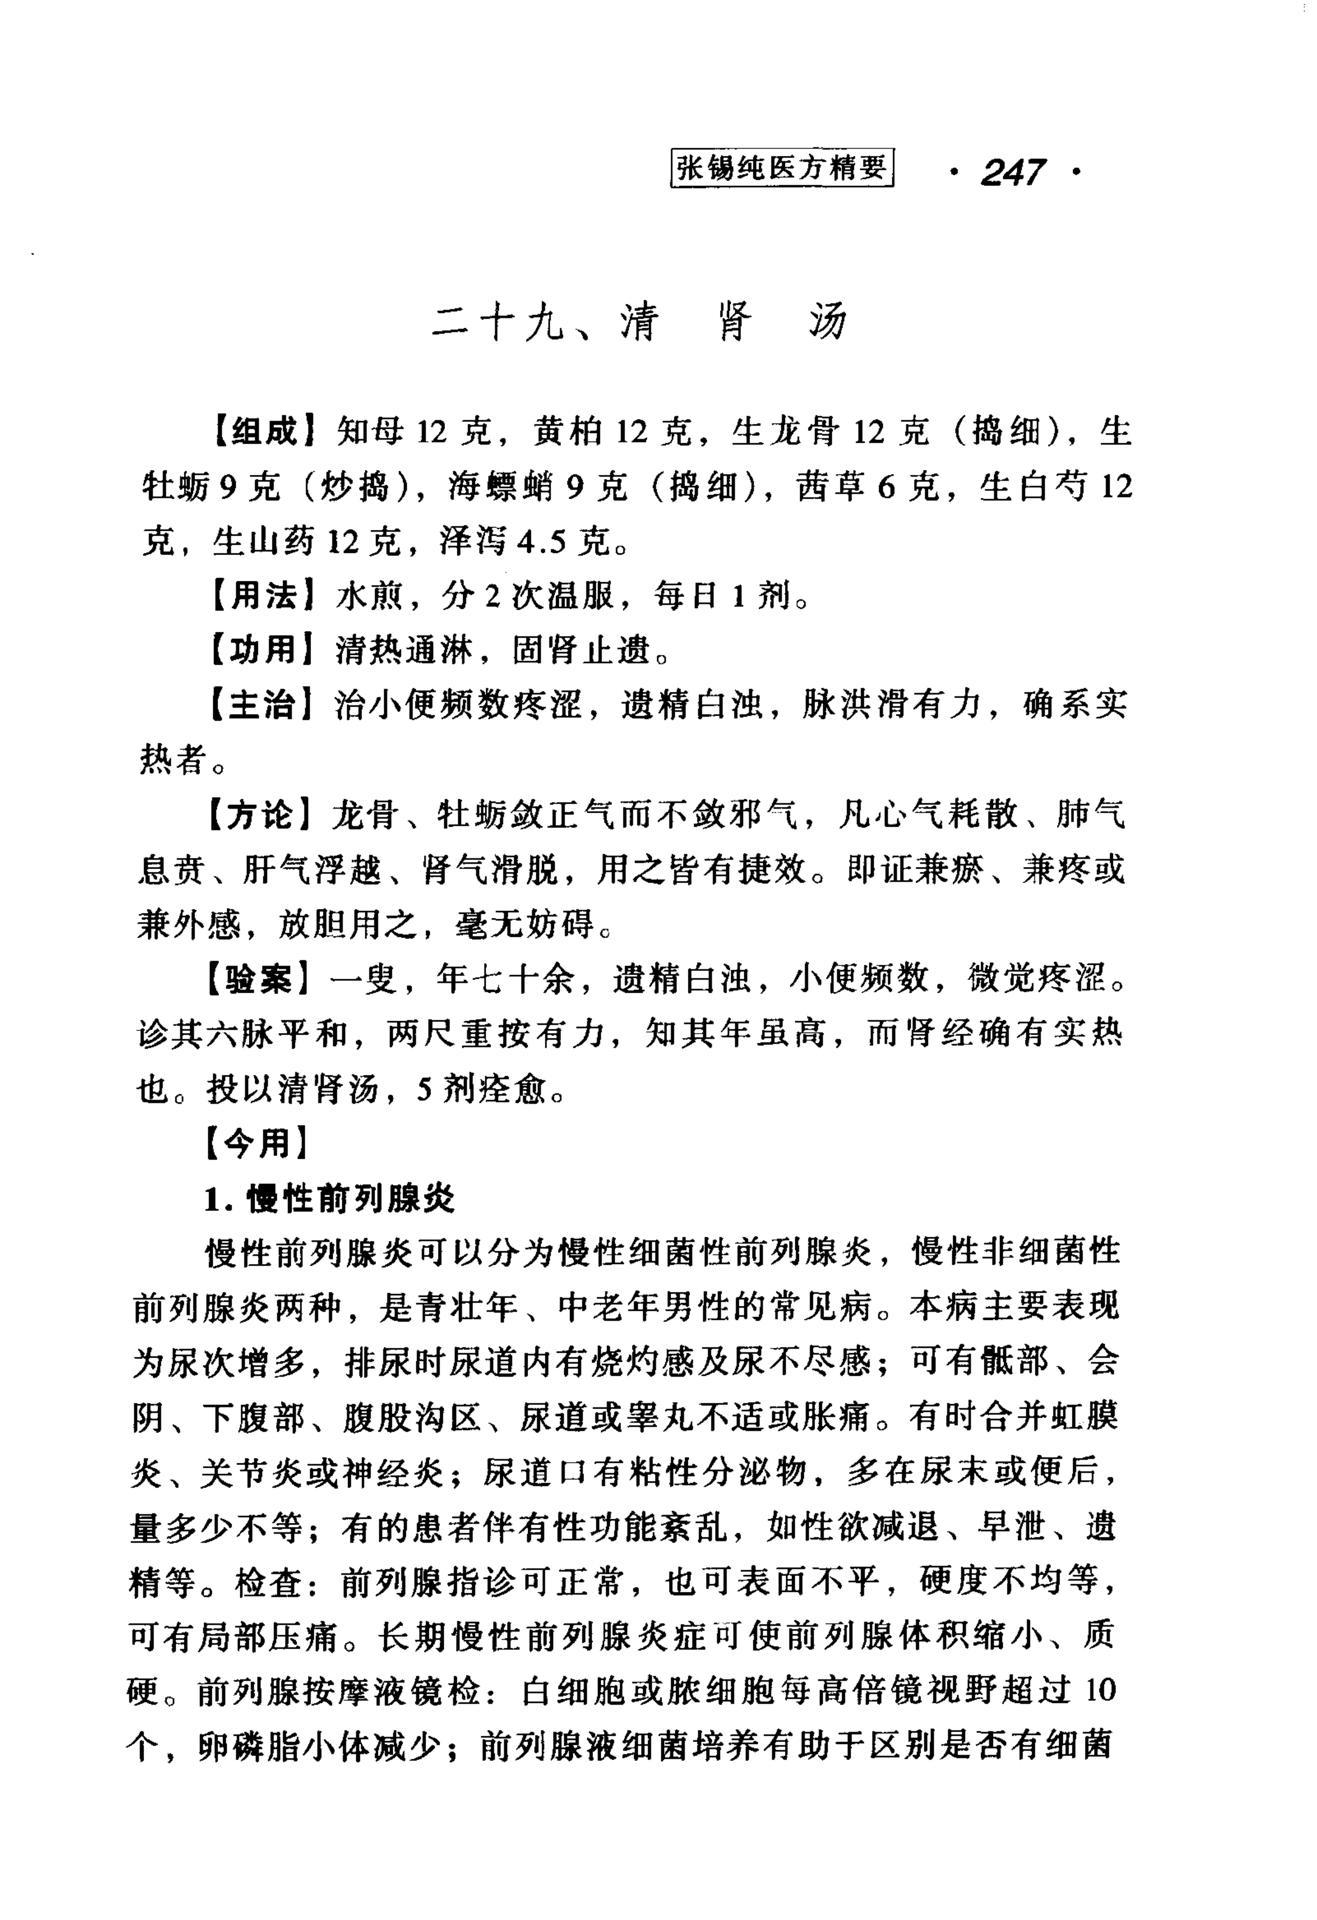 张锡纯医方精要 · 247 ·
二十九、清 肾 汤
【组成】知母 12 克，黄柏 12 克，生龙骨 12 克（捣细），生
牡蛎 9 克（炒捣），海螵蛸 9 克（捣细），茜草 6 克，生白芍 12
克，生山药 12 克，泽泻 4.5 克。
【用法】水煎，分 2 次温服，每日 1 剂。
【功用】清热通淋，固肾止遗。
【主治】治小便频数疼涩，遗精白浊，脉洪滑有力，确系实
热者。
【方论】龙骨、牡蛎敛正气而不敛邪气，凡心气耗散、肺气
息贲、肝气浮越、肾气滑脱，用之皆有捷效。即证兼瘀、兼疼或
兼外感，放胆用之，毫无妨碍。
【验案】一叟，年七十余，遗精白浊，小便频数，微觉疼涩。
诊其六脉平和，两尺重按有力，知其年虽高，而肾经确有实热
也。投以清肾汤，5 剂痊愈。
【今用】
1. 慢性前列腺炎
慢性前列腺炎可以分为慢性细菌性前列腺炎，慢性非细菌性
前列腺炎两种，是青壮年、中老年男性的常见病。本病主要表现
为尿次增多，排尿时尿道内有烧灼感及尿不尽感；可有骶部、会
阴、下腹部、腹股沟区、尿道或睾丸不适或胀痛。有时合并虹膜
炎、关节炎或神经炎；尿道口有粘性分泌物，多在尿末或便后，
量多少不等；有的患者伴有性功能紊乱，如性欲减退、早泄、遗
精等。检查：前列腺指诊可正常，也可表面不平，硬度不均等，
可有局部压痛。长期慢性前列腺炎症可使前列腺体积缩小、质
硬。前列腺按摩液镜检：白细胞或脓细胞每高倍镜视野超过 10
个，卵磷脂小体减少；前列腺液细菌培养有助于区别是否有细菌